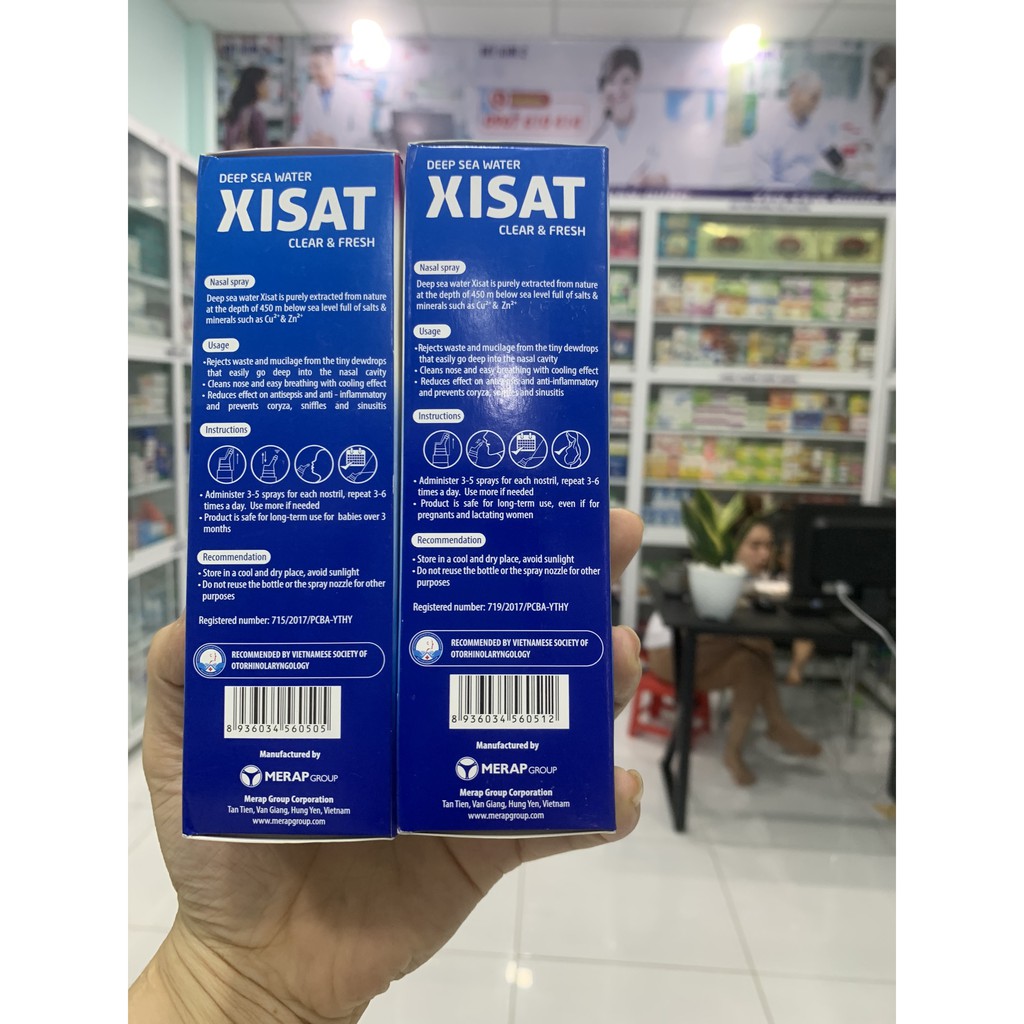 DEEP SEA WATER
XISAT
CLEAR & FRESH
Nasal spray
Deep sea water Xisat is purely extracted from nature
at the depth of 450 m below sea level full of salts &
minerals such as Cu²⁺ & Zn²⁺
Usage
•Rejects waste and mucilage from the tiny dewdrops
that easily go deep into the nasal cavity
• Cleans nose and easy breathing with cooling effect
• Reduces effect on antisepsis and anti - inflammatory
and prevents coryza, sniffles and sinusitis
Instructions
• Administer 3-5 sprays for each nostril, repeat 3-6
times a day. Use more if needed
• Product is safe for long-term use for babies over 3
months
Recommendation
• Store in a cool and dry place, avoid sunlight
• Do not reuse the bottle or the spray nozzle for other
purposes
Registered number: 715/2017/PCBA-YTHY
RECOMMENDED BY VIETNAMESE SOCIETY OF
OTORHINOLARYNGOLOGY
8 936034 560505
Manufactured by
MERAP GROUP
Merap Group Corporation
Tan Tien, Van Giang, Hung Yen, Vietnam
www.merapgroup.com
DEEP SEA WATER
XISAT
CLEAR & FRESH
Nasal spray
Deep sea water Xisat is purely extracted from nature
at the depth of 450 m below sea level full of salts &
minerals such as Cu²⁺ & Zn²⁺
Usage
•Rejects waste and mucilage from the tiny dewdrops
that easily go deep into the nasal cavity
• Cleans nose and easy breathing with cooling effect
• Reduces effect on antisepsis and anti-inflammatory
and prevents coryza, sniffles and sinusitis
Instructions
• Administer 3-5 sprays for each nostril, repeat 3-6
times a day. Use more if needed
• Product is safe for long-term use, even if for
pregnants and lactating women
Recommendation
• Store in a cool and dry place, avoid sunlight
•Do not reuse the bottle or the spray nozzle for other
purposes
Registered number: 719/2017/PCBA-YTHY
RECOMMENDED BY VIETNAMESE SOCIETY OF
OTORHINOLARYNGOLOGY
8 936034 560512
Manufactured by
MERAP GROUP
Merap Group Corporation
Tan Tien, Van Giang, Hung Yen, Vietnam
www.merapgroup.com